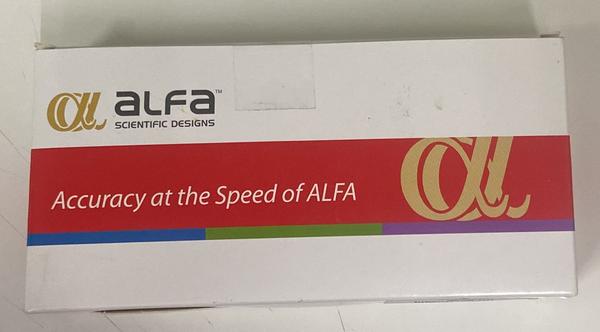 ALFA™
SCIENTIFIC DESIGNS
Accuracy at the Speed of ALFA